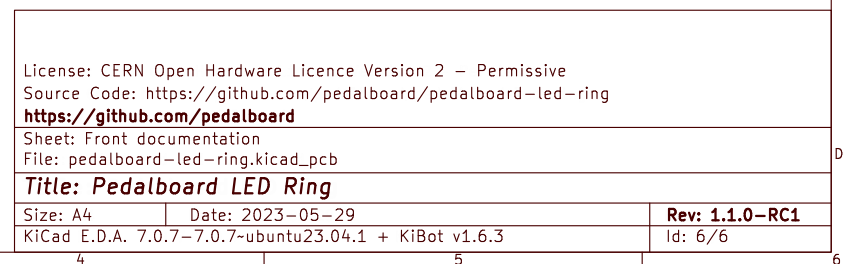 License: CERN Open Hardware Licence Version 2 – Permissive
Source Code: https://github.com/pedalboard/pedalboard-led-ring
https://github.com/pedalboard
Sheet: Front documentation
File: pedalboard-led-ring.kicad_pcb
D
Title: Pedalboard LED Ring
Size: A4 Date: 2023-05-29 Rev: 1.1.0-RC1
KiCad E.D.A. 7.0.7-7.0.7~ubuntu23.04.1 + KiBot v1.6.3 Id: 6/6
4 5 6